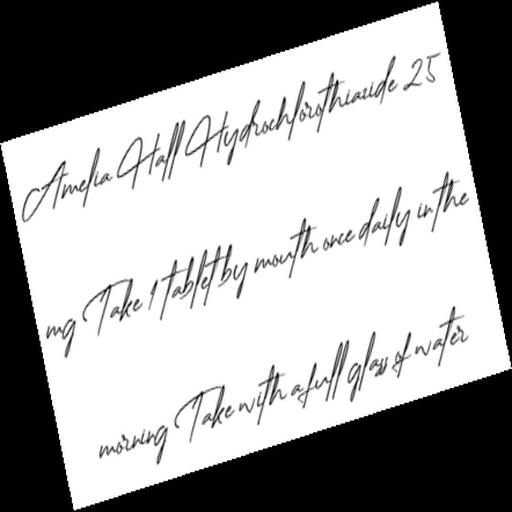 Amelia Hall Hydrochlorothiazide 25
mg Take 1 tablet by mouth once daily in the
morning Take with a full glass of water